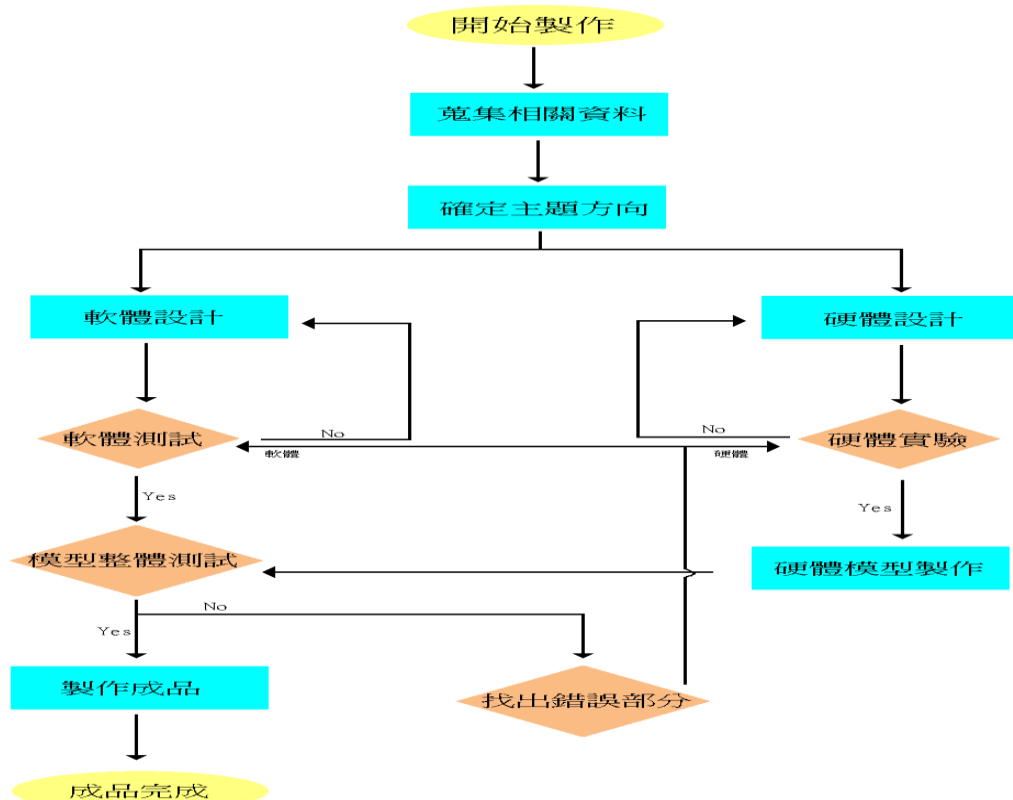 開始製作
蒐集相關資料
確定主題方向
軟體設計
硬體設計
軟體測試
No
No
硬體實驗
軟體
硬體
Yes
Yes
模型整體測試
硬體模型製作
No
Yes
製作成品
找出錯誤部分
成品完成